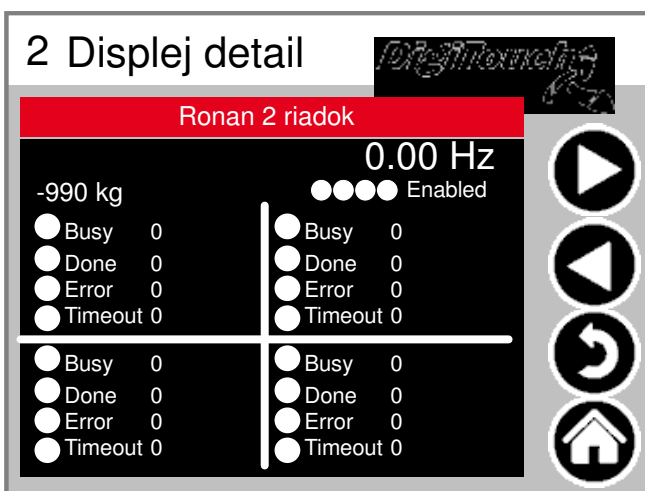 2 Displej detail
DigiTouch
Ronan 2 riadok
0.00 Hz
-990 kg
Enabled
Busy 0
Done 0
Error 0
Timeout 0
Busy 0
Done 0
Error 0
Timeout 0
Busy 0
Done 0
Error 0
Timeout 0
Busy 0
Done 0
Error 0
Timeout 0